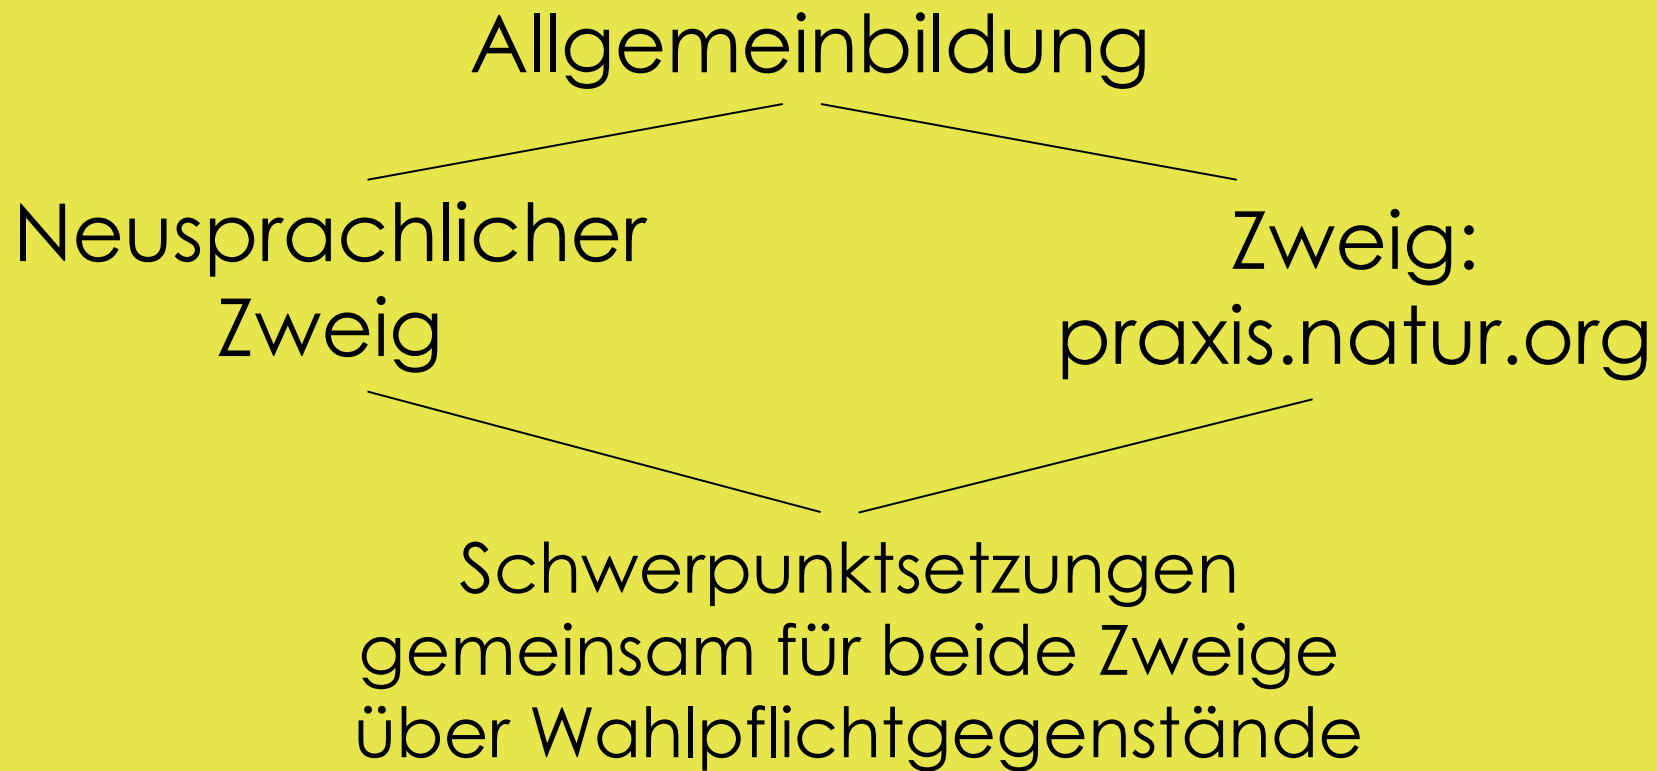 Allgemeinbildung
Neusprachlicher
Zweig
Zweig:
praxis.natur.org
Schwerpunktsetzungen
gemeinsam für beide Zweige
über Wahlpflichtgegenstände